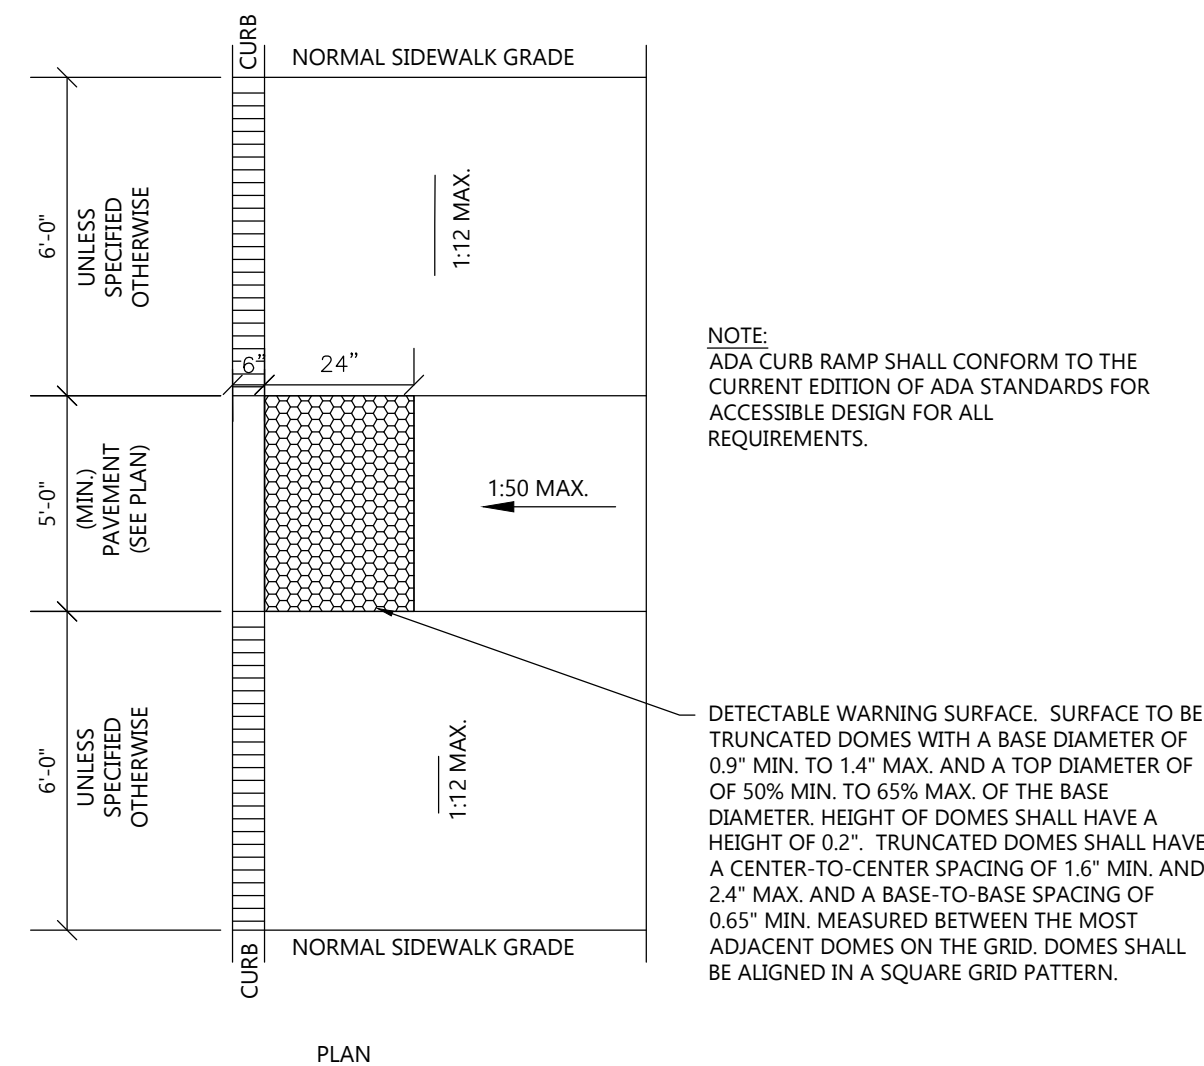 CURB
NORMAL SIDEWALK GRADE
6'-0"
UNLESS
SPECIFIED
OTHERWISE
1:12 MAX.
6"
24"
NOTE:
ADA CURB RAMP SHALL CONFORM TO THE
CURRENT EDITION OF ADA STANDARDS FOR
ACCESSIBLE DESIGN FOR ALL
REQUIREMENTS.
5'-0"
(MIN.)
PAVEMENT
(SEE PLAN)
1:50 MAX.
6'-0"
UNLESS
SPECIFIED
OTHERWISE
1:12 MAX.
DETECTABLE WARNING SURFACE.  SURFACE TO BE
TRUNCATED DOMES WITH A BASE DIAMETER OF
0.9" MIN. TO 1.4" MAX. AND A TOP DIAMETER OF
OF 50% MIN. TO 65% MAX. OF THE BASE
DIAMETER. HEIGHT OF DOMES SHALL HAVE A
HEIGHT OF 0.2".  TRUNCATED DOMES SHALL HAVE
A CENTER-TO-CENTER SPACING OF 1.6" MIN. AND
2.4" MAX. AND A BASE-TO-BASE SPACING OF
0.65" MIN. MEASURED BETWEEN THE MOST
ADJACENT DOMES ON THE GRID. DOMES SHALL
BE ALIGNED IN A SQUARE GRID PATTERN.
CURB
NORMAL SIDEWALK GRADE
PLAN